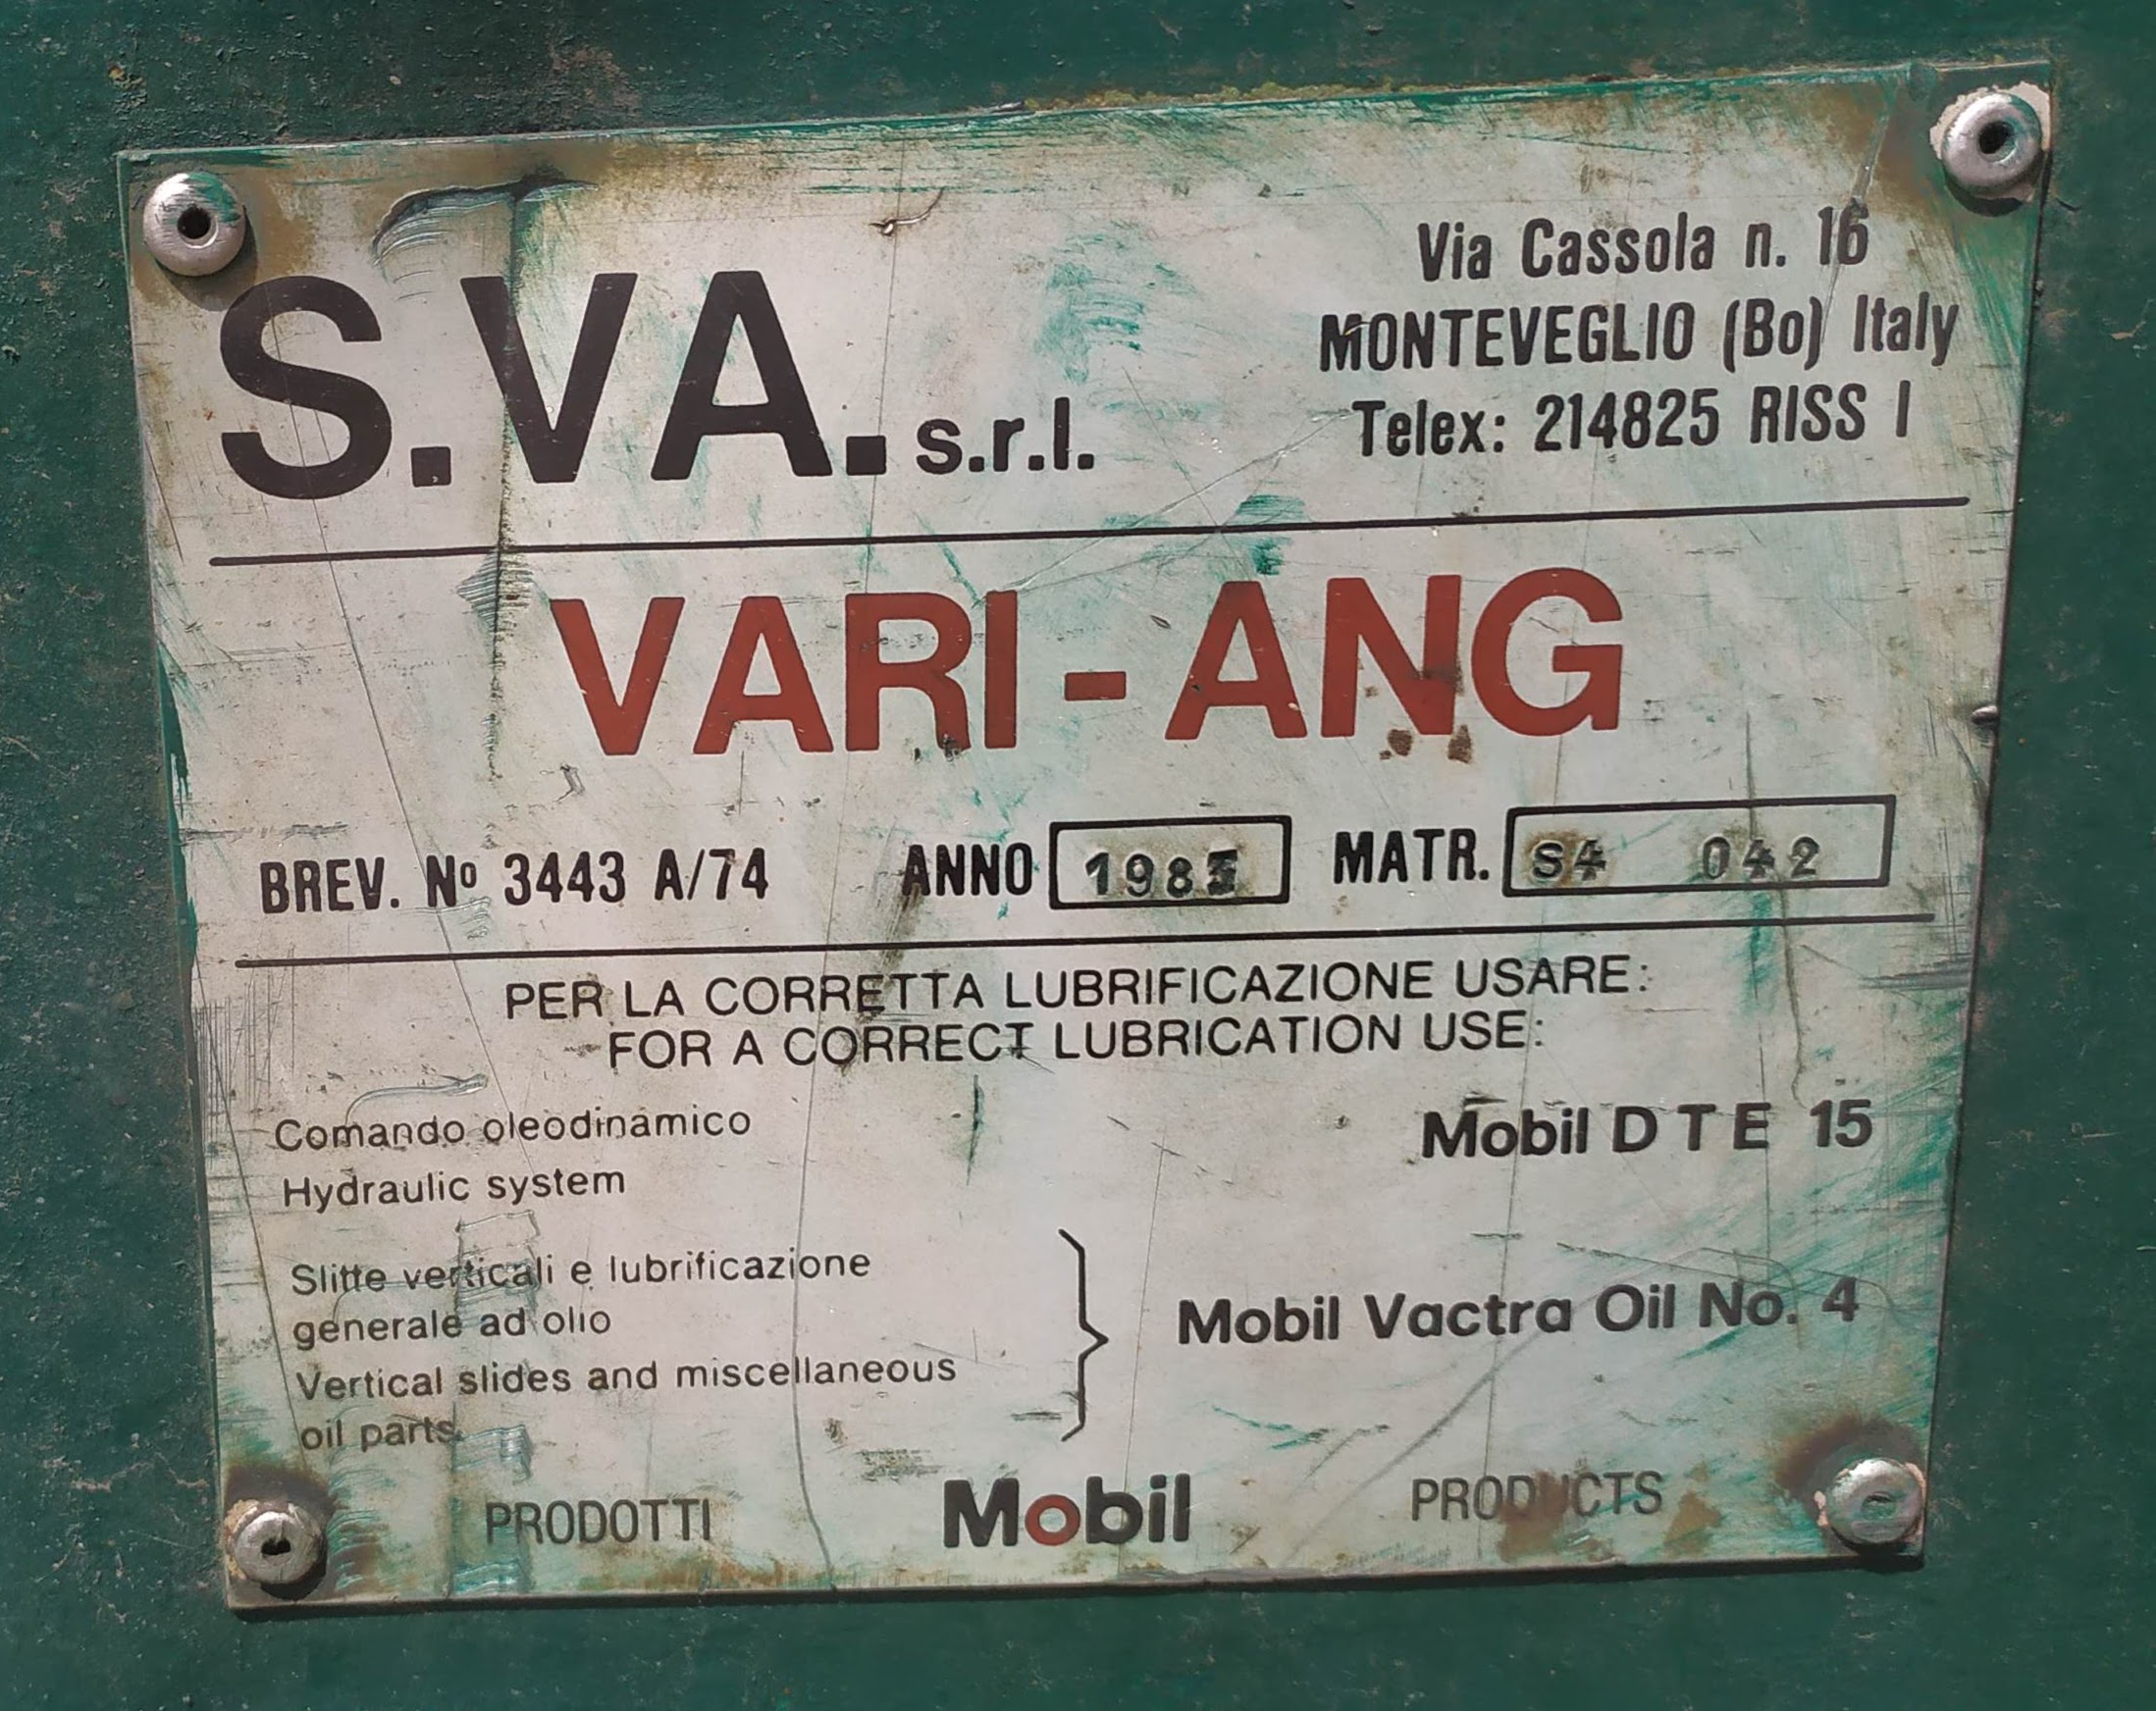 S.VA. s.r.l.
Via Cassola n. 16
MONTEVEGLIO (Bo) Italy
Telex: 214825 RISS I
VARI - ANG
BREV. Nº 3443 A/74 ANNO MATR. S4 042
PER LA CORRETTA LUBRIFICAZIONE USARE:
FOR A CORRECT LUBRICATION USE:
Comando oleodinamico
Hydraulic system
Mobil DTE 15
Slitte verticali e lubrificazione
generale ad olio
Vertical slides and miscellaneous
oil parts.
Mobil Vactra Oil No. 4
PRODOTTI Mobil PRODUCTS